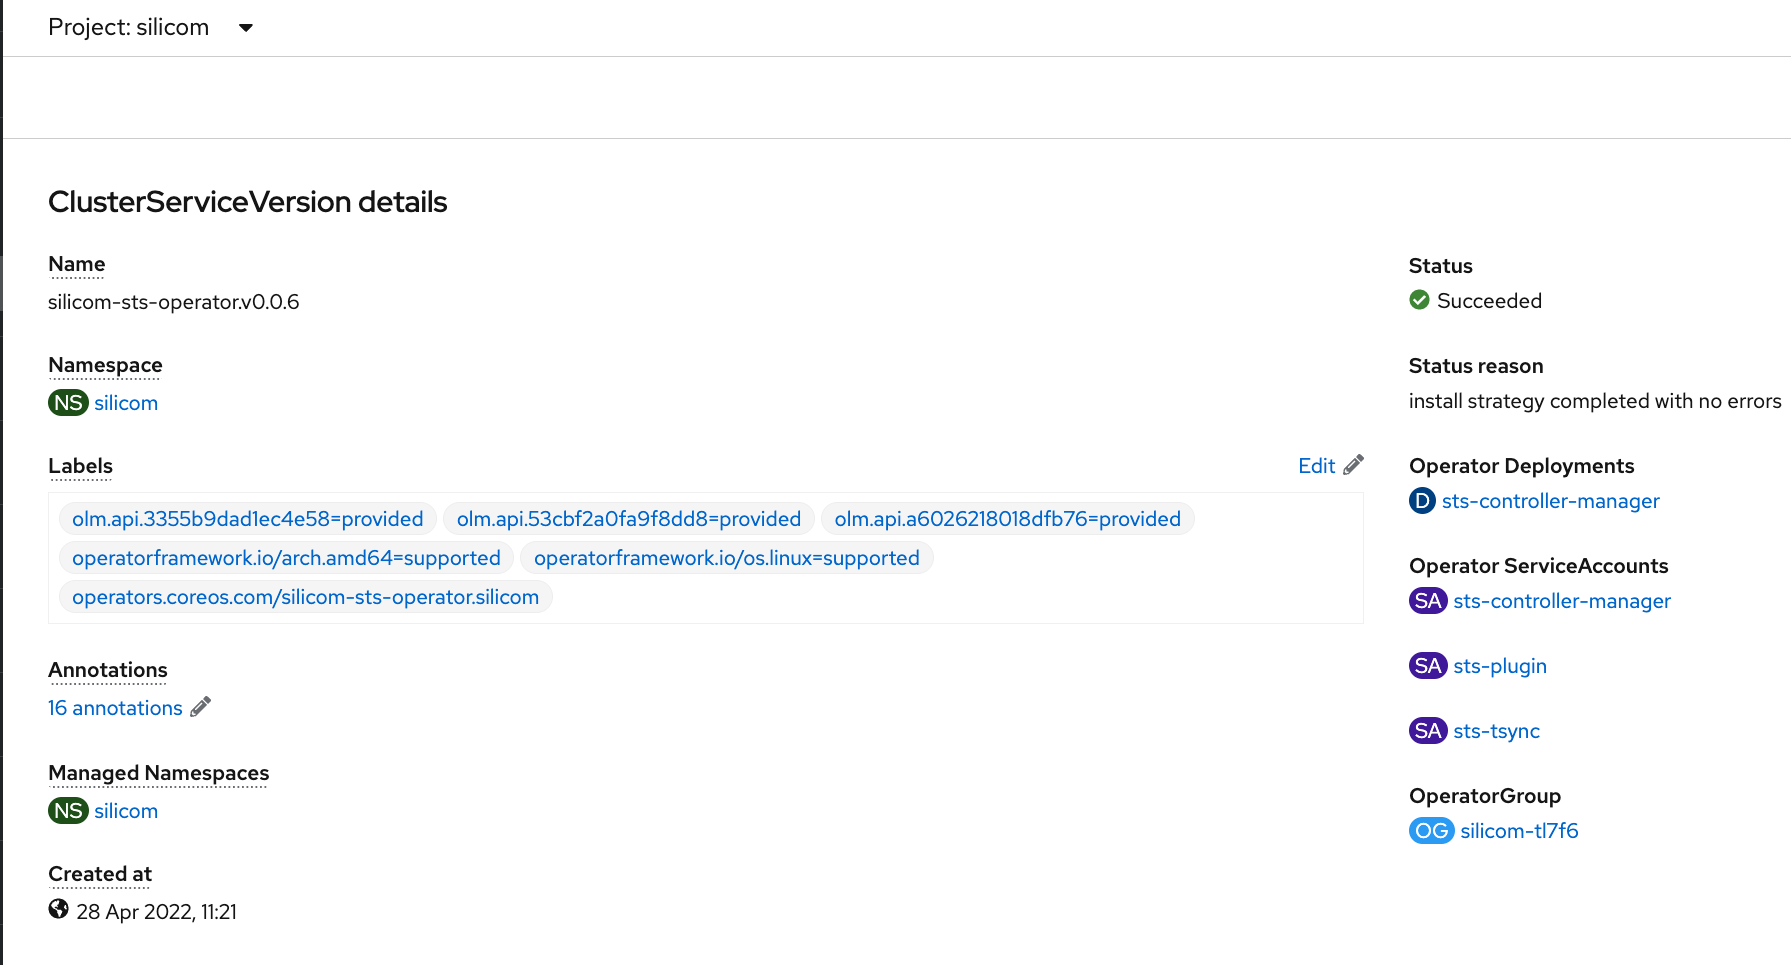 Project: silicom
ClusterServiceVersion details
Name
silicom-sts-operator.v0.0.6
Namespace
NS silicom
Labels
Edit
olm.api.3355b9dad1ec4e58=provided olm.api.53cbf2a0fa9f8dd8=provided olm.api.a6026218018dfb76=provided
operatorframework.io/arch.amd64=supported operatorframework.io/os.linux=supported
operators.coreos.com/silicom-sts-operator.silicom
Annotations
16 annotations
Managed Namespaces
NS silicom
Created at
28 Apr 2022, 11:21
Status
Succeeded
Status reason
install strategy completed with no errors
Operator Deployments
D sts-controller-manager
Operator ServiceAccounts
SA sts-controller-manager
SA sts-plugin
SA sts-tsync
OperatorGroup
OG silicom-tl7f6